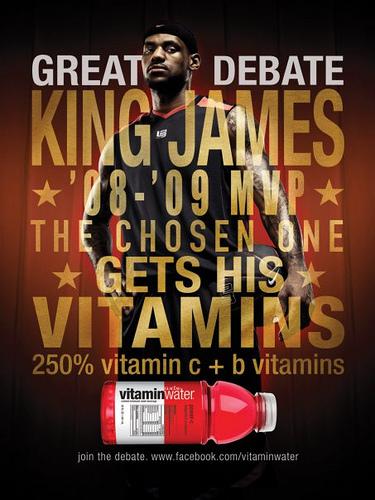 GREAT DEBATE
KING JAMES
★ '08-'09 MVP ★
THE CHOSEN ONE
★ GETS HIS ★
VITAMINS
250% vitamin c + b vitamins
vitaminwater
join the debate. www.facebook.com/vitaminwater